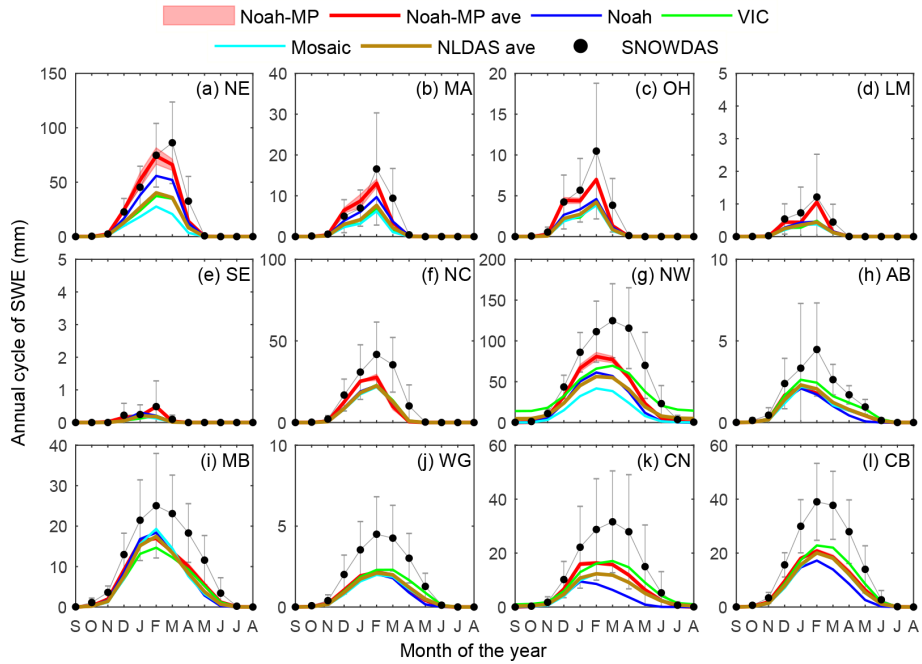 Noah-MP Noah-MP ave Noah VIC
Mosaic NLDAS ave SNOWDAS
Annual cycle of SWE (mm)
150 (a) NE 40 (b) MA 20 (c) OH 5 (d) LM
100 30 15 4
50 20 10 3
0 10 5 2
0 0 1
0
5 (e) SE 100 (f) NC 200 (g) NW 10 (h) AB
4 50 150 5
3 0 100 0
2 50
1 0
0
40 (i) MB 10 (j) WG 60 (k) CN 60 (l) CB
30 5 40 40
20 0 20 20
10 0 0
0
S O N D J F M A M J J A S O N D J F M A M J J A S O N D J F M A M J J A S O N D J F M A M J J A
Month of the year